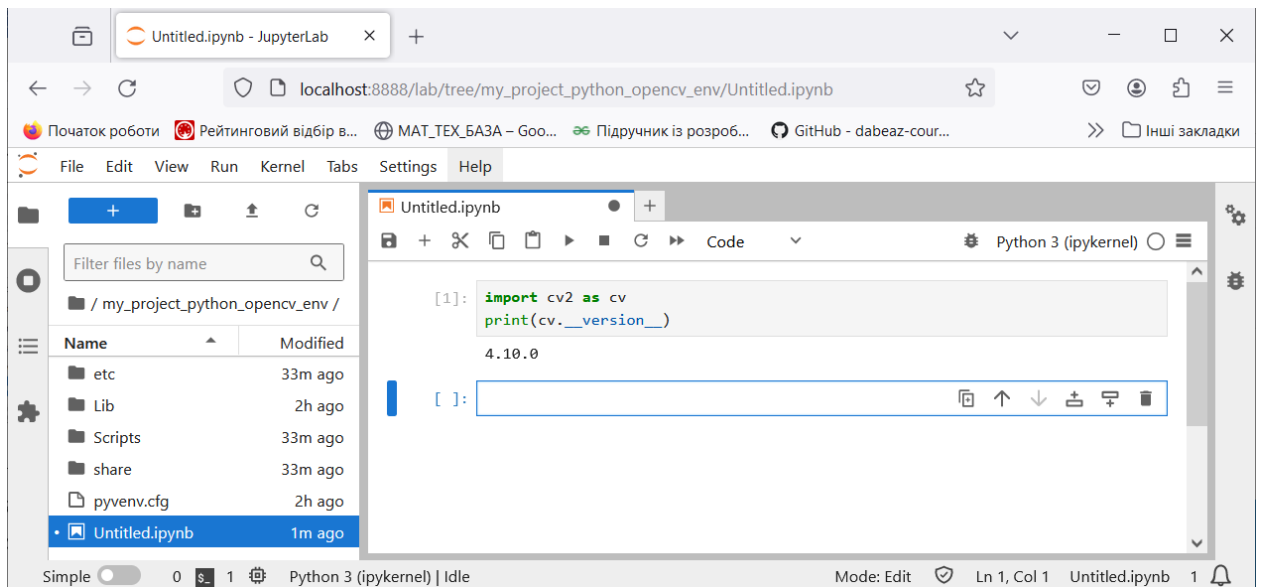 Untitled.ipynb - JupyterLab
localhost:8888/lab/tree/my_project_python_opencv_env/Untitled.ipynb
Початок роботи Рейтинговий відбір в... МАТ_ТЕХ_БАЗА – Goo... Підручник із розроб... GitHub - dabeaz-cour... Інші закладки
File Edit View Run Kernel Tabs Settings Help
Untitled.ipynb
Code Python 3 (ipykernel)
Filter files by name
/ my_project_python_opencv_env /
Name Modified
etc 33m ago
Lib 2h ago
Scripts 33m ago
share 33m ago
pyvenv.cfg 2h ago
Untitled.ipynb 1m ago
[1]: import cv2 as cv
print(cv.__version__)
4.10.0
[ ]:
Simple 0 1 Python 3 (ipykernel) | Idle Mode: Edit Ln 1, Col 1 Untitled.ipynb 1